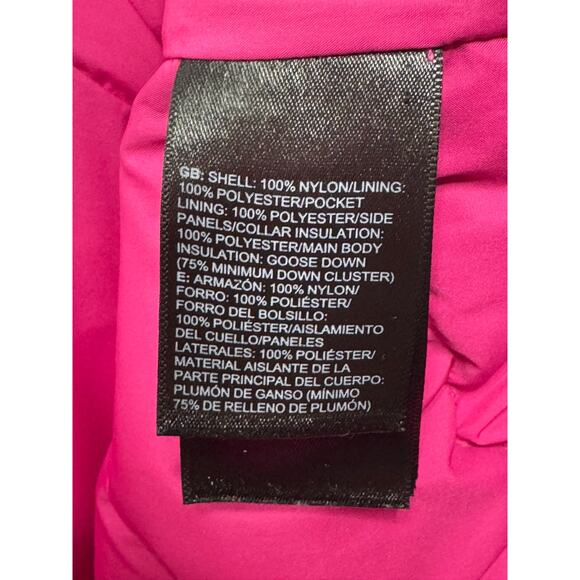 GB: SHELL: 100% NYLON/LINING:
100% POLYESTER/POCKET
LINING: 100% POLYESTER/SIDE
PANELS/COLLAR INSULATION:
100% POLYESTER/MAIN BODY
INSULATION: GOOSE DOWN
(75% MINIMUM DOWN CLUSTER)
E: ARMAZÓN: 100% NYLON/
FORRO: 100% POLIÉSTER/
FORRO DEL BOLSILLO:
100% POLIÉSTER/AISLAMIENTO
DEL CUELLO/PANELES
LATERALES: 100% POLIÉSTER/
MATERIAL AISLANTE DE LA
PARTE PRINCIPAL DEL CUERPO:
PLUMÓN DE GANSO (MÍNIMO
75% DE RELLENO DE PLUMÓN)